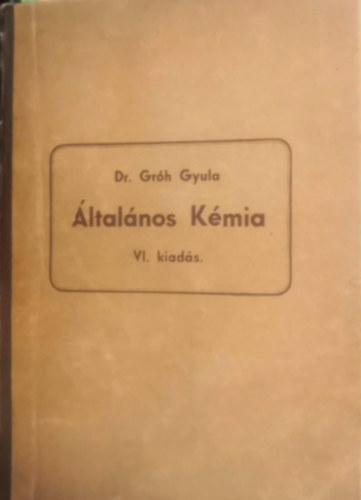 Dr. Gróh Gyula
Általános Kémia
VI. kiadás.